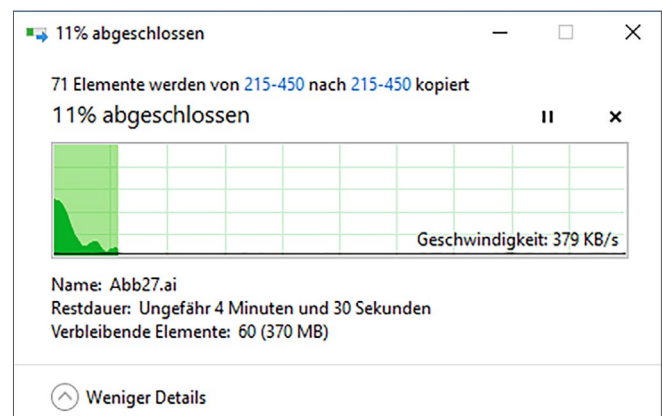 11% abgeschlossen
71 Elemente werden von 215-450 nach 215-450 kopiert
11% abgeschlossen
Geschwindigkeit: 379 KB/s
Name: Abb27.ai
Restdauer: Ungefähr 4 Minuten und 30 Sekunden
Verbleibende Elemente: 60 (370 MB)
Weniger Details